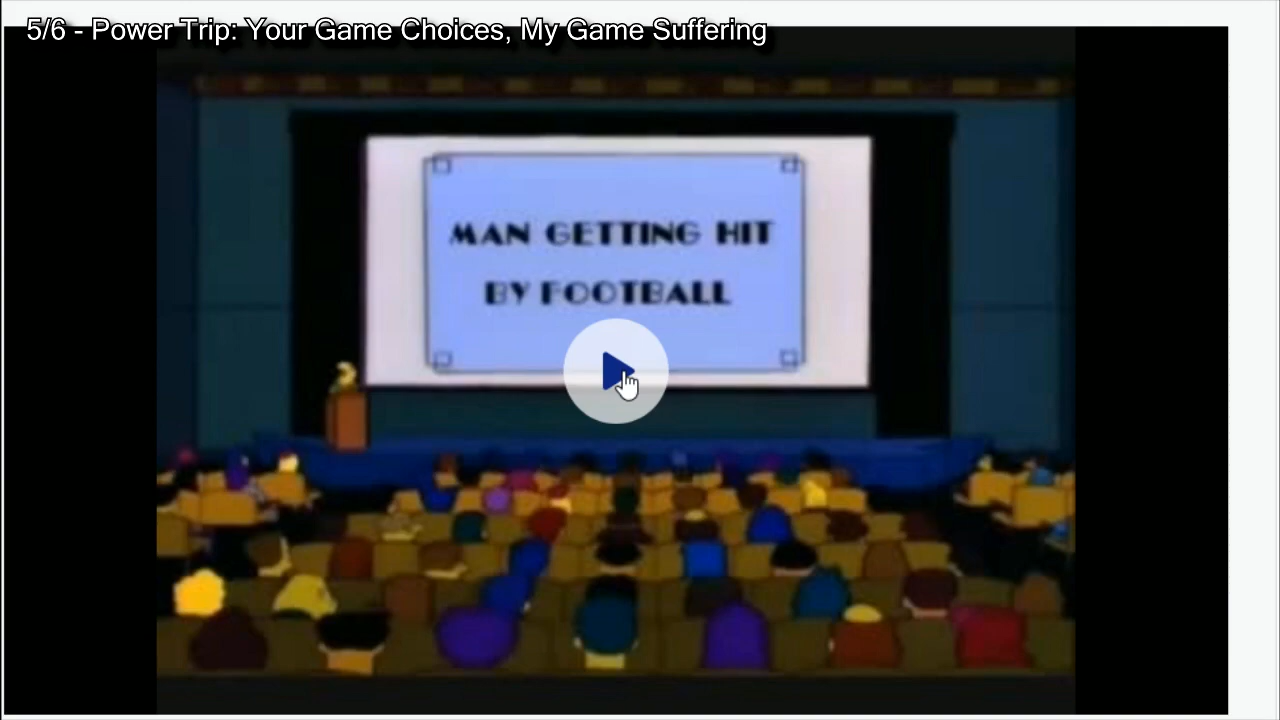 5/6 - Power Trip: Your Game Choices, My Game Suffering
MAN GETTING HIT
BY FOOTBALL